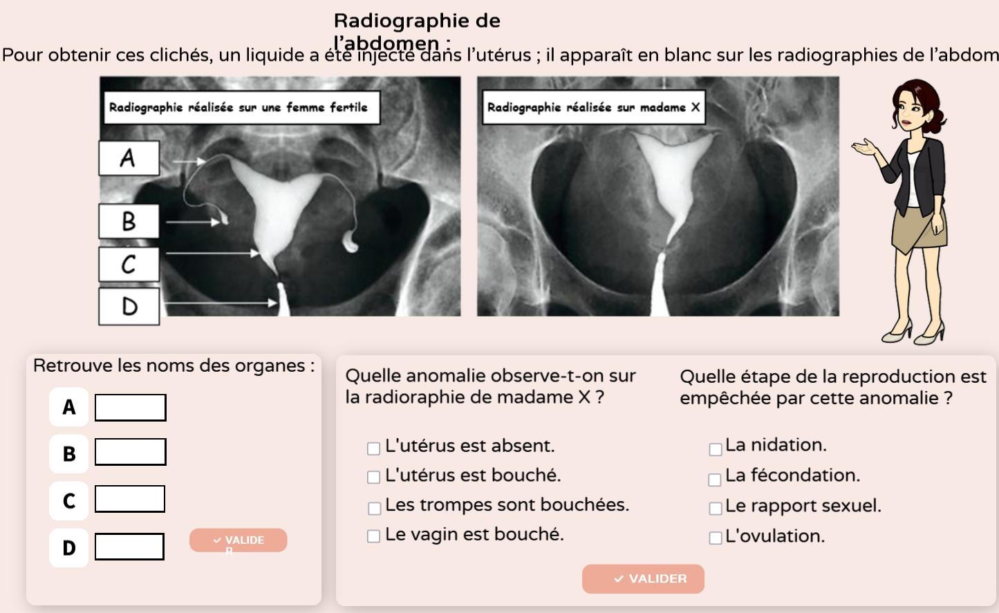 Radiographie de
l'abdomen :
Pour obtenir ces clichés, un liquide a été injecté dans l'utérus ; il apparaît en blanc sur les radiographies de l'abdom
Radiographie réalisée sur une femme fertile
Radiographie réalisée sur madame X
A
B
C
D
Retrouve les noms des organes :
A
B
C
D
VALIDE
R
Quelle anomalie observe-t-on sur
la radioraphie de madame X ?
L'utérus est absent.
L'utérus est bouché.
Les trompes sont bouchées.
Le vagin est bouché.
Quelle étape de la reproduction est
empêchée par cette anomalie ?
La nidation.
La fécondation.
Le rapport sexuel.
L'ovulation.
VALIDER